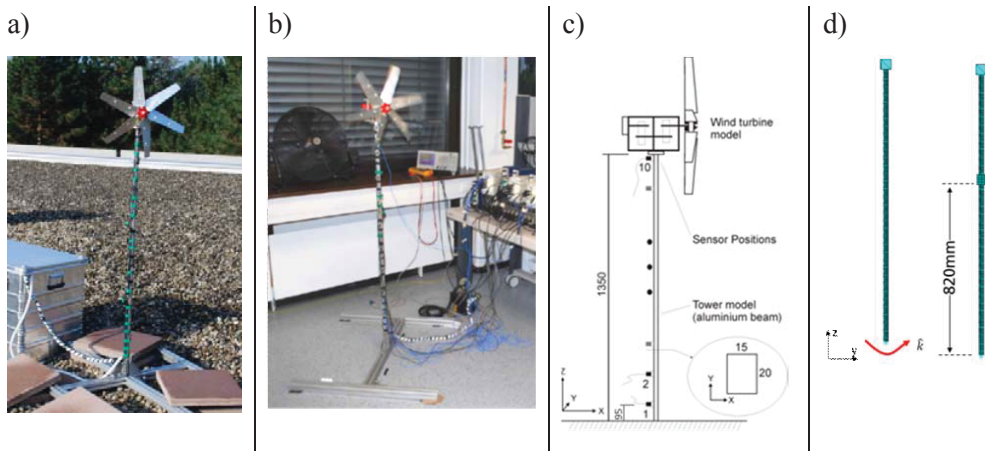 a)
b)
c)
d)
Wind turbine
model
10
Sensor Positions
1350
Tower model
(aluminium beam)
15
20
Y
X
2
Z
Y
X
95
1
820mm
z
y
k̂